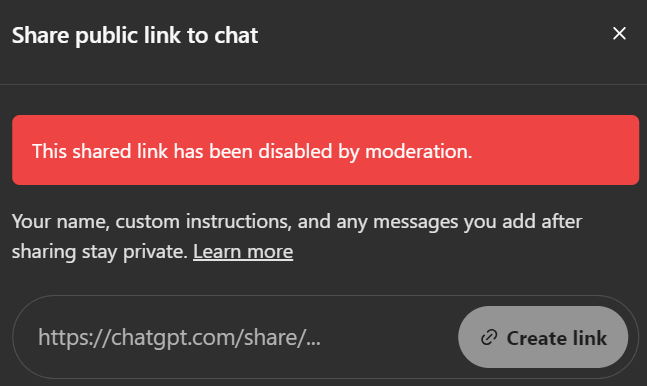 Share public link to chat
This shared link has been disabled by moderation.
Your name, custom instructions, and any messages you add after
sharing stay private. Learn more
https://chatgpt.com/share/...
Create link